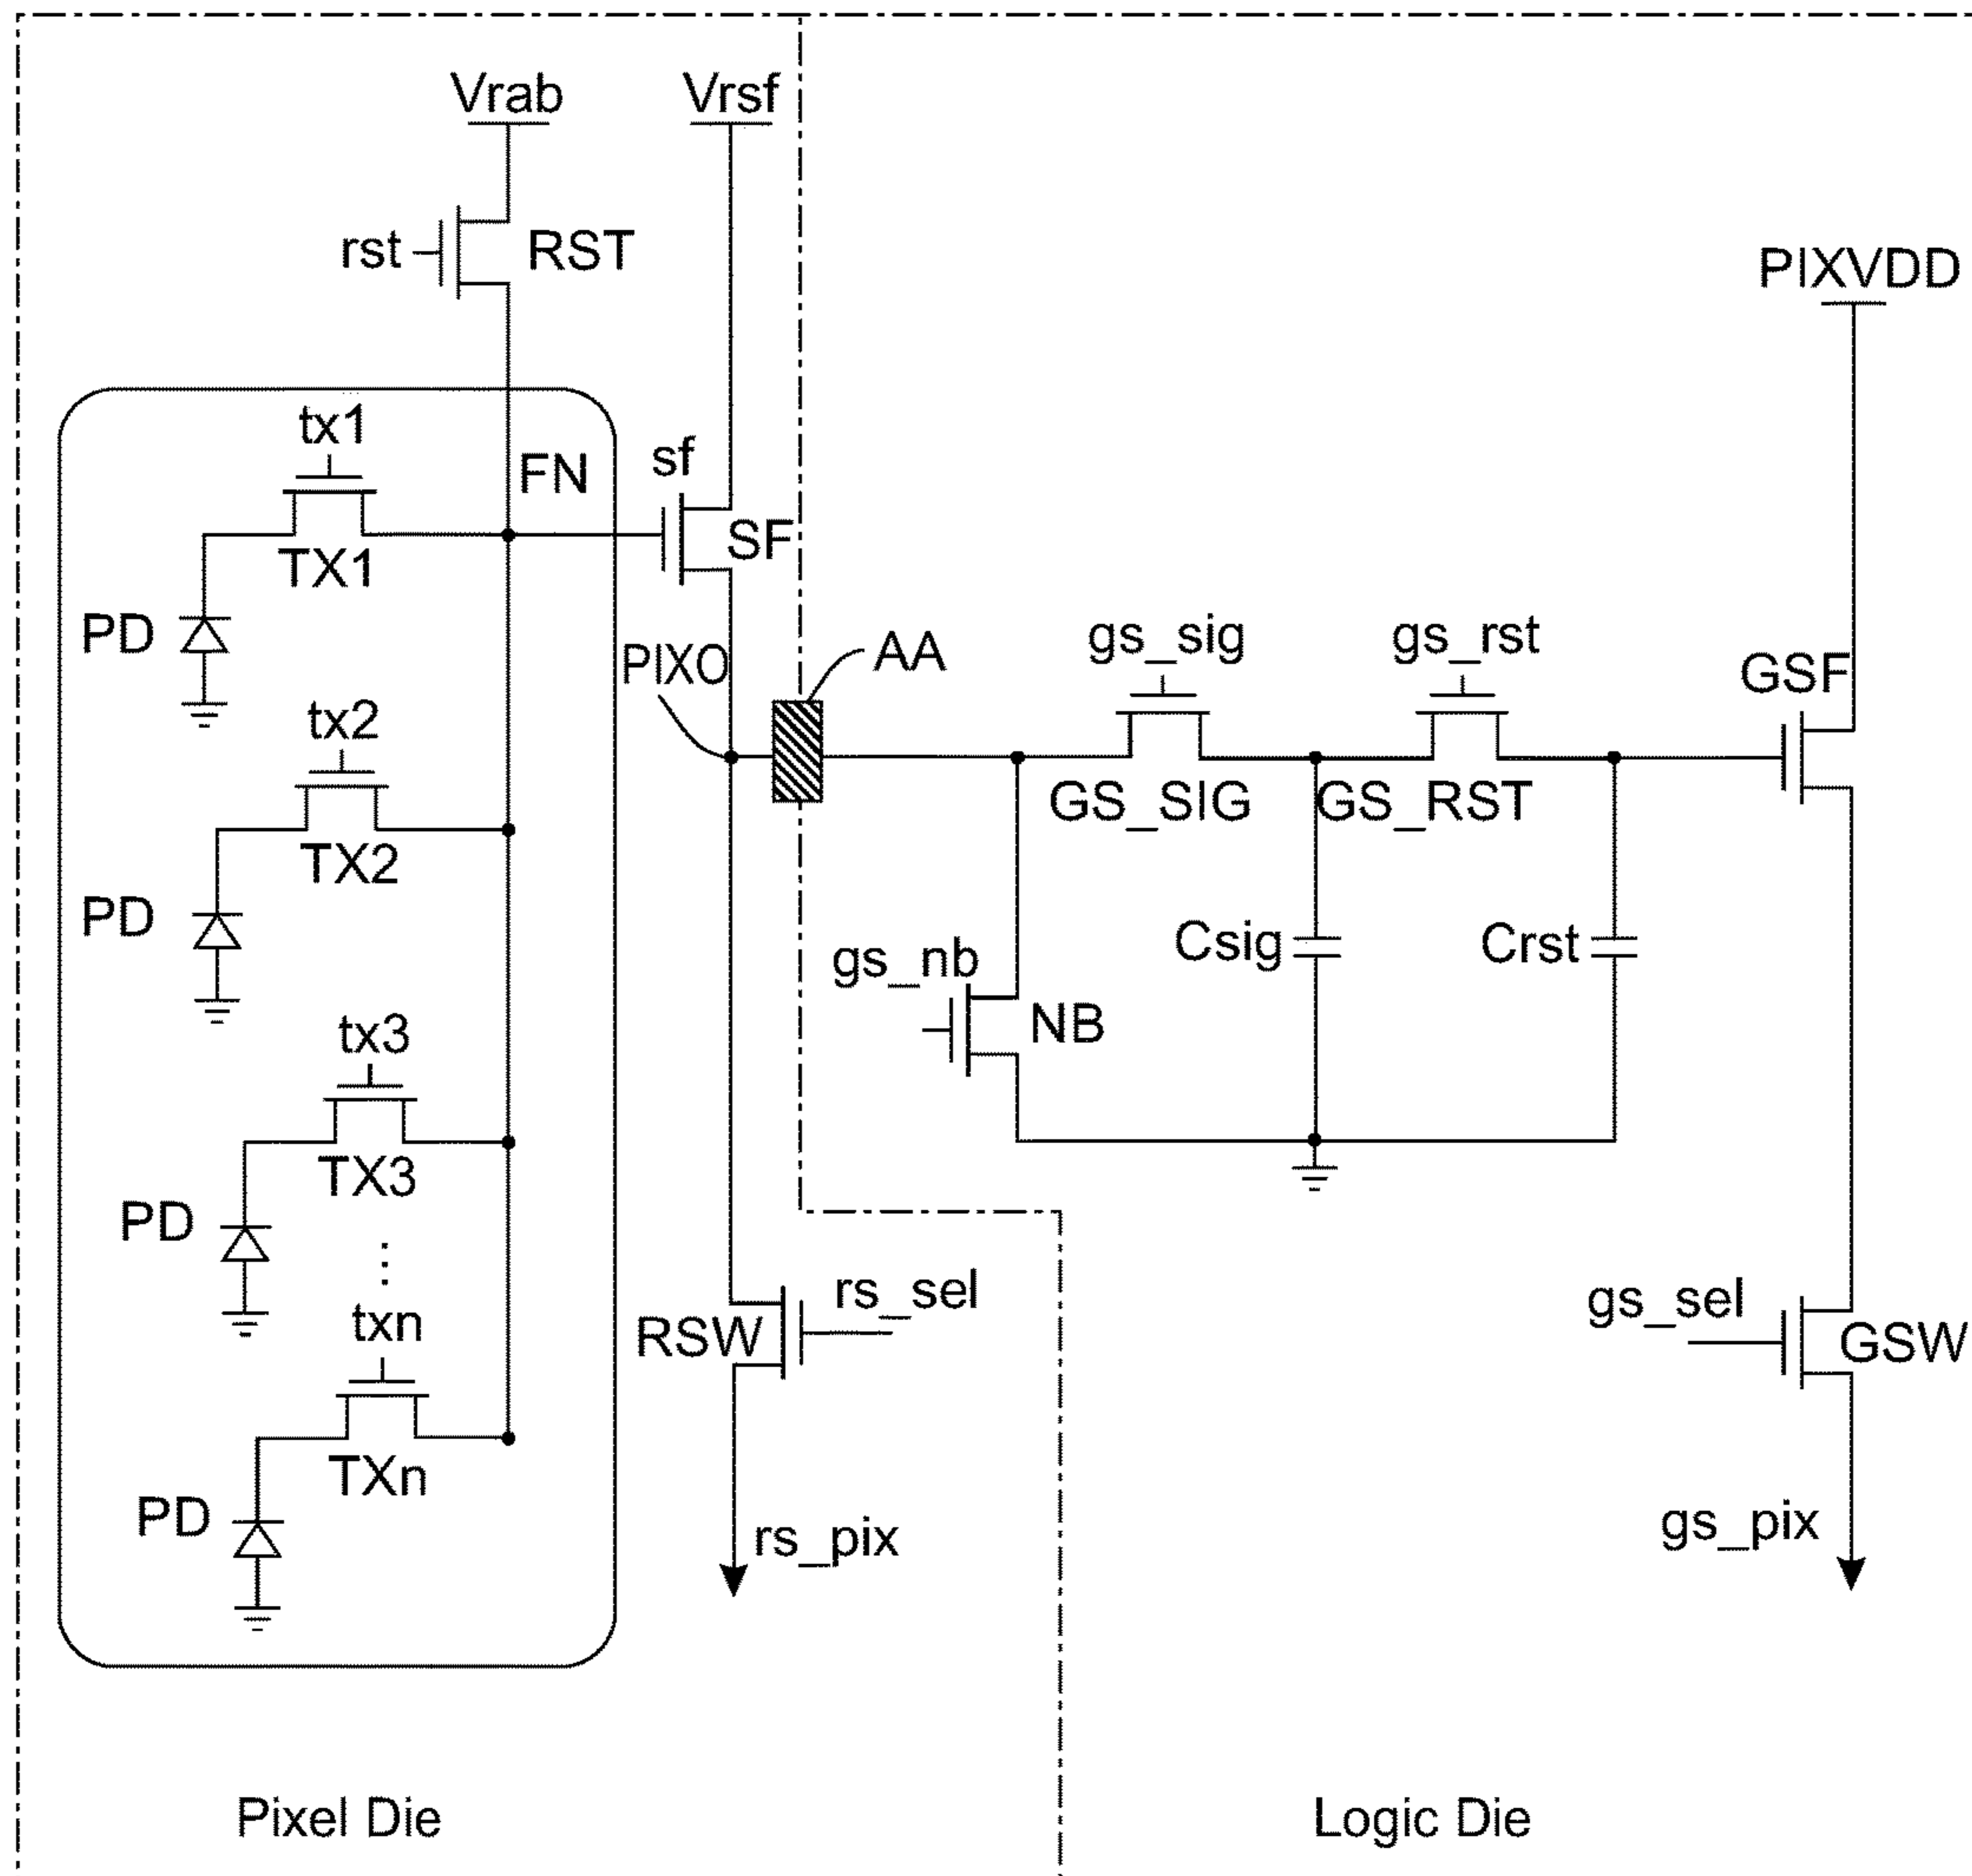 Vrab
Vrsf
rst
RST
PIXVDD
tx1
FN
sf
SF
TX1
PD
PIXO
AA
gs_sig
gs_rst
GSF
tx2
TX2
GS_SIG
GS_RST
PD
gs_nb
NB
Csig
Crst
tx3
TX3
PD
txn
TXn
rs_sel
RSW
gs_sel
GSW
PD
rs_pix
gs_pix
Pixel Die
Logic Die